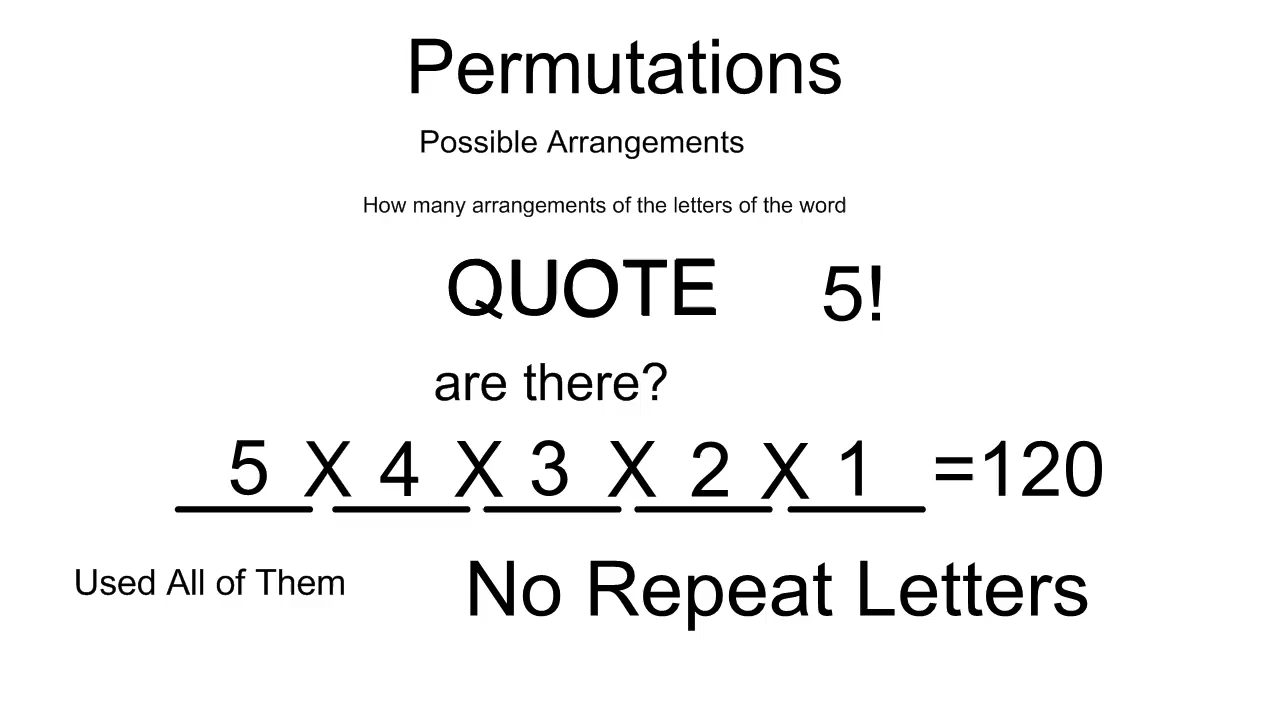 Permutations
Possible Arrangements
How many arrangements of the letters of the word
QUOTE 5!
are there?
5 X 4 X 3 X 2 X 1 =120
Used All of Them No Repeat Letters